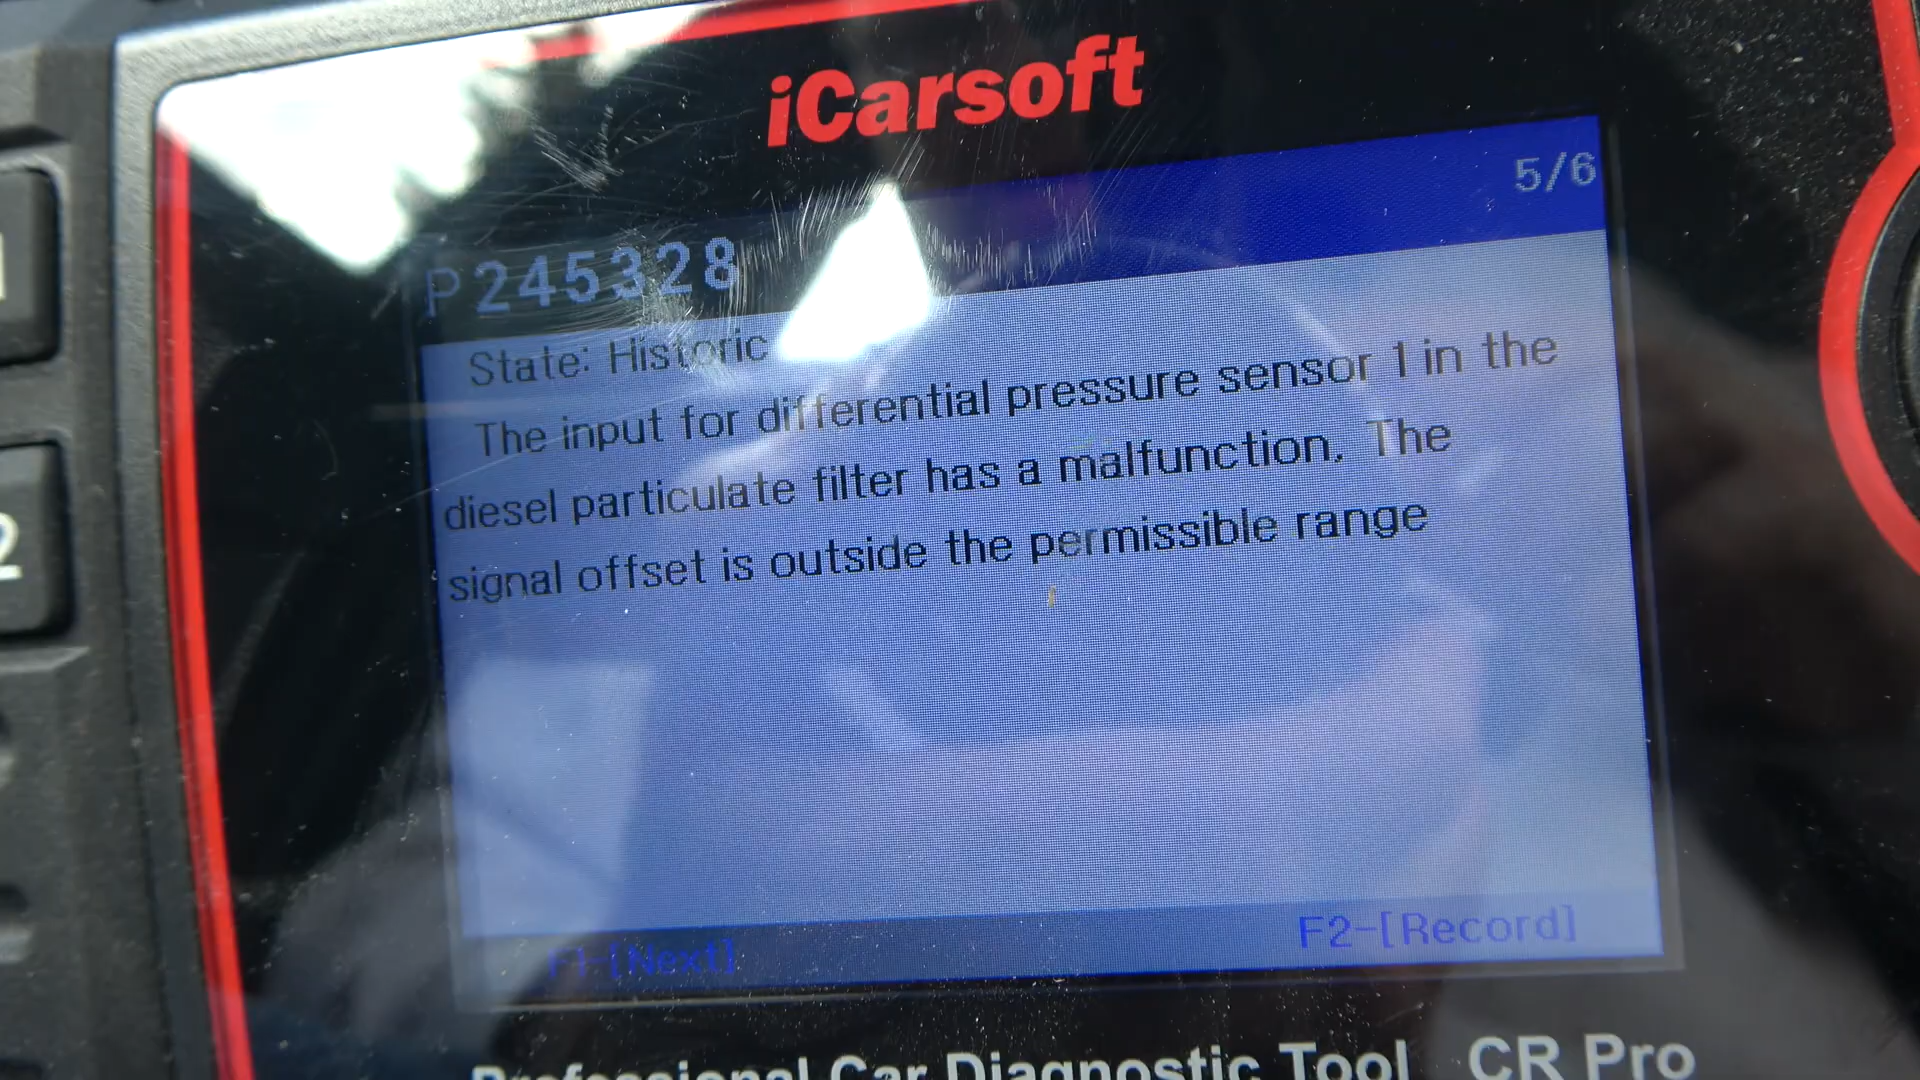 iCarsoft
5/6
P245328
State: Historic
The input for differential pressure sensor 1 in the
diesel particulate filter has a malfunction. The
signal offset is outside the permissible range
F1-[Next]
F2-[Record]
Professional Car Diagnostic Tool CR Pro
2